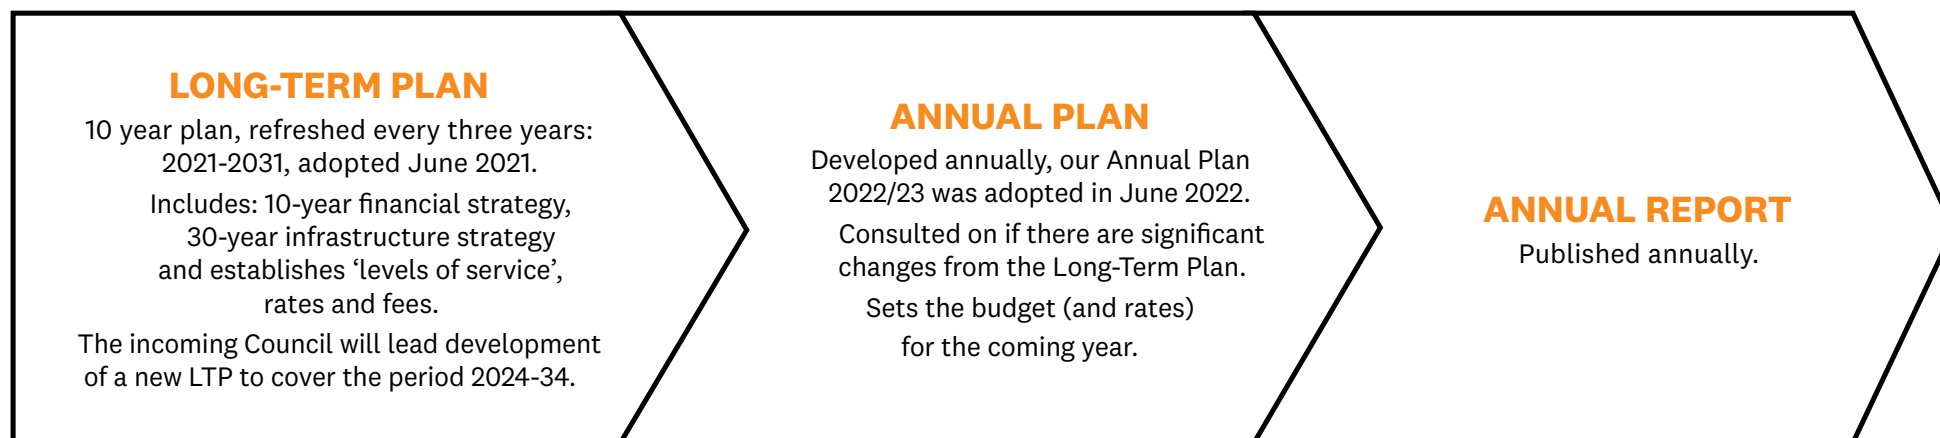 LONG-TERM PLAN
10 year plan, refreshed every three years:
2021-2031, adopted June 2021.
Includes: 10-year financial strategy,
30-year infrastructure strategy
and establishes ‘levels of service’,
rates and fees.
The incoming Council will lead development
of a new LTP to cover the period 2024-34.
ANNUAL PLAN
Developed annually, our Annual Plan
2022/23 was adopted in June 2022.
Consulted on if there are significant
changes from the Long-Term Plan.
Sets the budget (and rates)
for the coming year.
ANNUAL REPORT
Published annually.